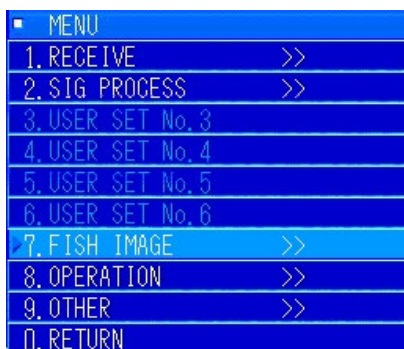 MENU
1.RECEIVE >>
2.SIG PROCESS >>
3.USER SET No.3
4.USER SET No.4
5.USER SET No.5
6.USER SET No.6
7.FISH IMAGE >>
8.OPERATION >>
9.OTHER >>
0.RETURN